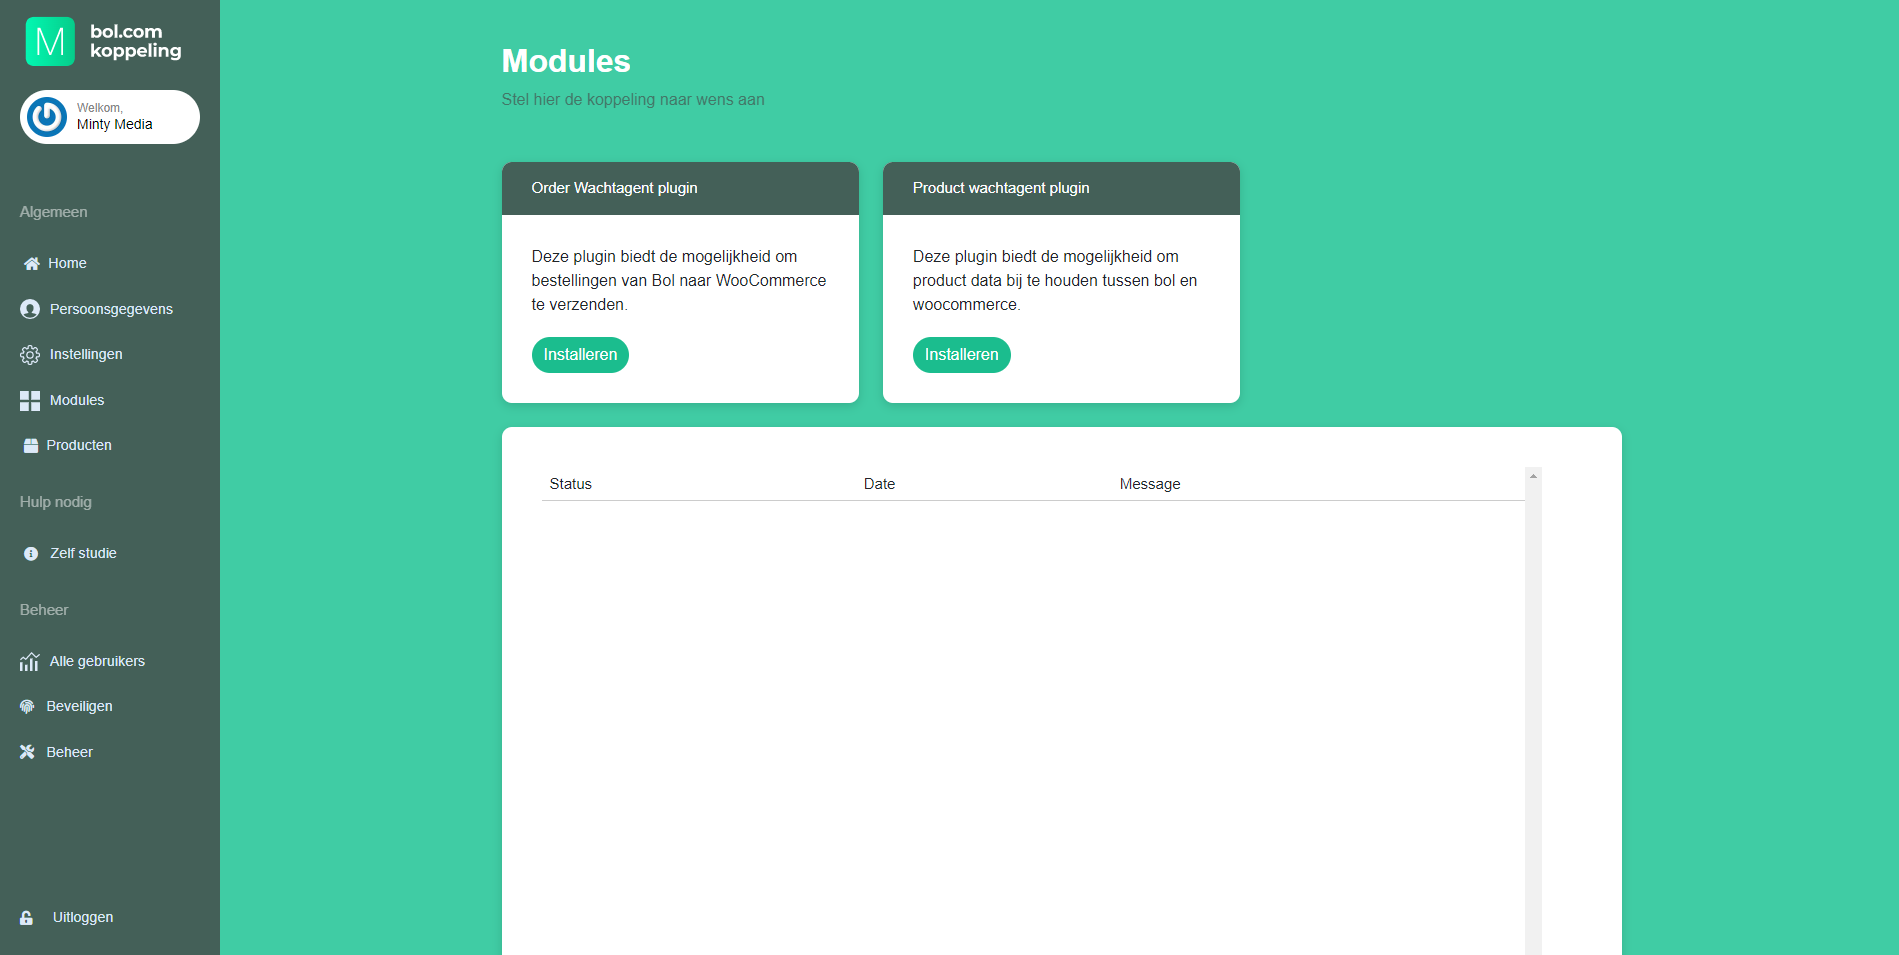 M
bol.com
koppeling
Welkom,
Minty Media
Algemeen
Home
Persoonsgegevens
Instellingen
Modules
Producten
Hulp nodig
Zelf studie
Beheer
Alle gebruikers
Beveiligen
Beheer
Uitloggen
Modules
Stel hier de koppeling naar wens aan
Order Wachtagent plugin
Deze plugin biedt de mogelijkheid om
bestellingen van Bol naar WooCommerce
te verzenden.
Installeren
Product wachtagent plugin
Deze plugin biedt de mogelijkheid om
product data bij te houden tussen bol en
woocommerce.
Installeren
Status Date Message